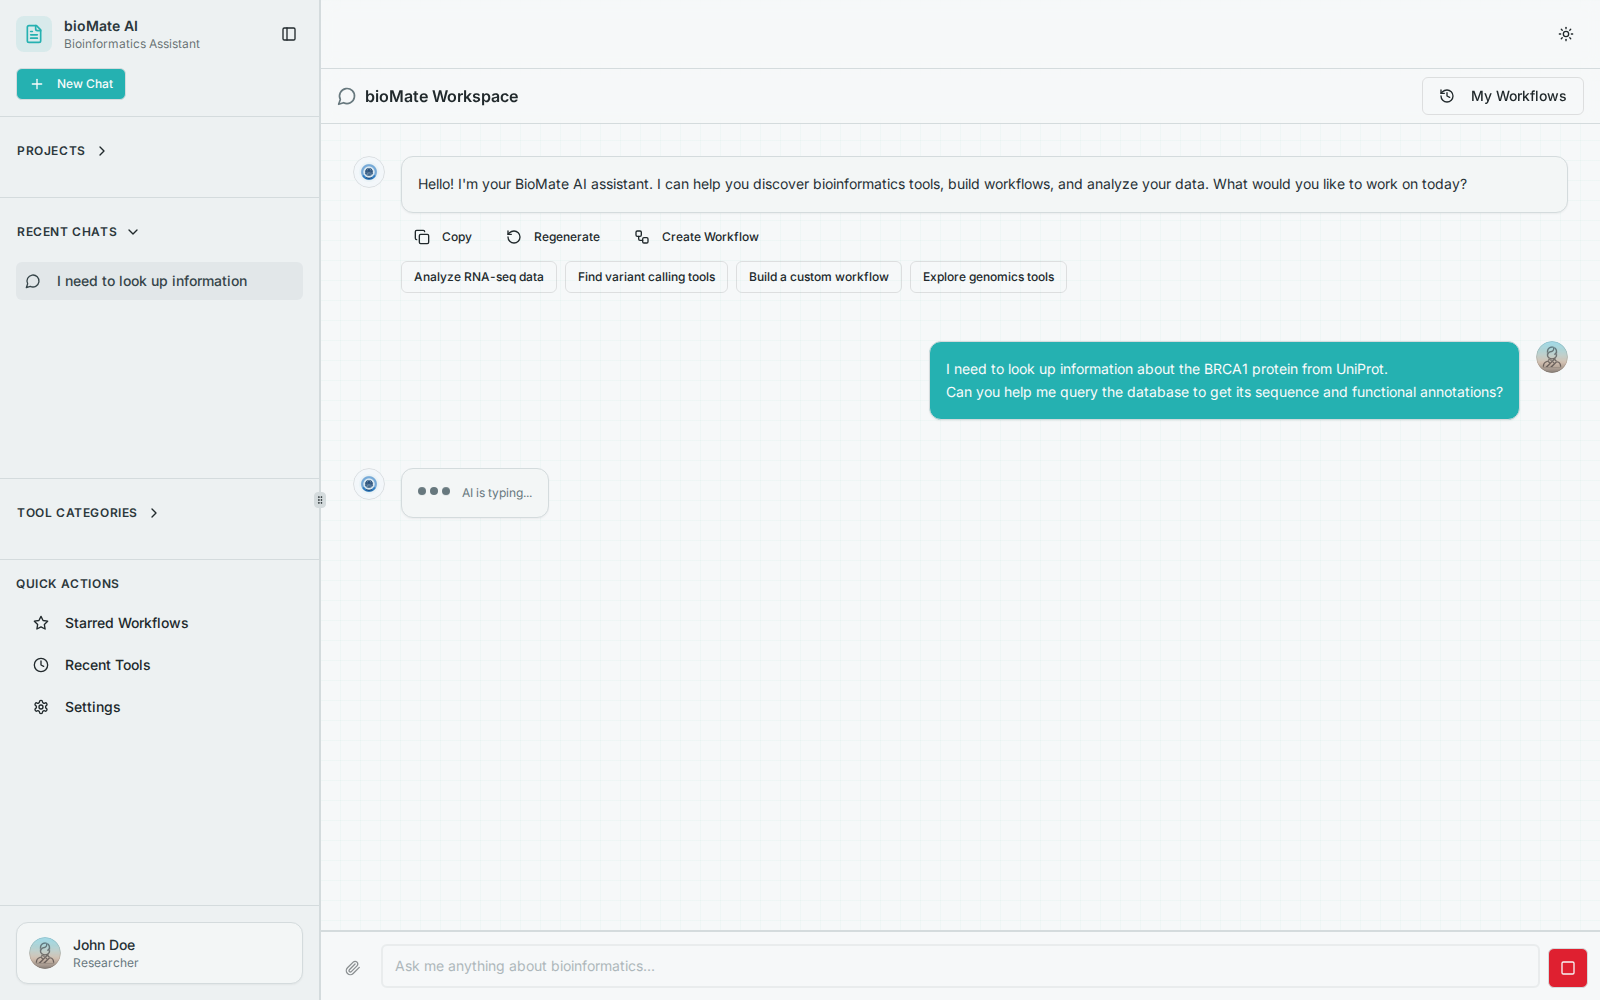 bioMate AI
Bioinformatics Assistant
New Chat
PROJECTS
RECENT CHATS
I need to look up information
TOOL CATEGORIES
QUICK ACTIONS
Starred Workflows
Recent Tools
Settings
John Doe
Researcher
bioMate Workspace
My Workflows
Hello! I'm your BioMate AI assistant. I can help you discover bioinformatics tools, build workflows, and analyze your data. What would you like to work on today?
Copy Regenerate Create Workflow
Analyze RNA-seq data Find variant calling tools Build a custom workflow Explore genomics tools
I need to look up information about the BRCA1 protein from UniProt.
Can you help me query the database to get its sequence and functional annotations?
AI is typing...
Ask me anything about bioinformatics...